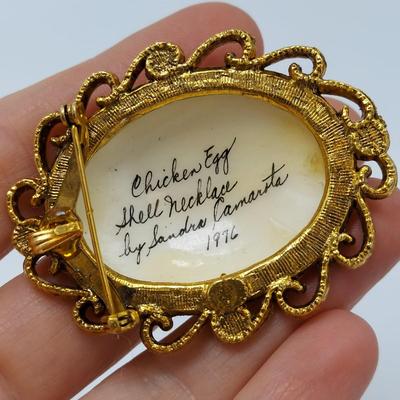 Chicken Egg
Shell Necklace
by Sandra Camarota
1976